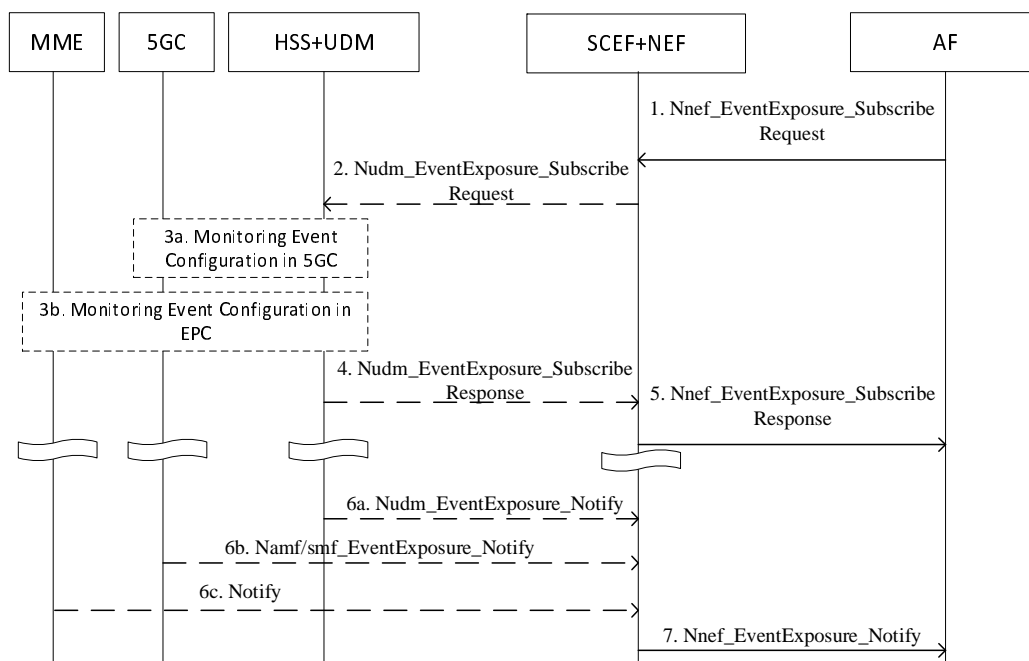 MME
5GC
HSS+UDM
SCEF+NEF
AF
1. Nnef_EventExposure_Subscribe
Request
2. Nudm_EventExposure_Subscribe
Request
3a. Monitoring Event
Configuration in 5GC
3b. Monitoring Event Configuration in
EPC
4. Nudm_EventExposure_Subscribe
Response
5. Nnef_EventExposure_Subscribe
Response
6a. Nudm_EventExposure_Notify
6b. Namf/smf_EventExposure_Notify
6c. Notify
7. Nnef_EventExposure_Notify